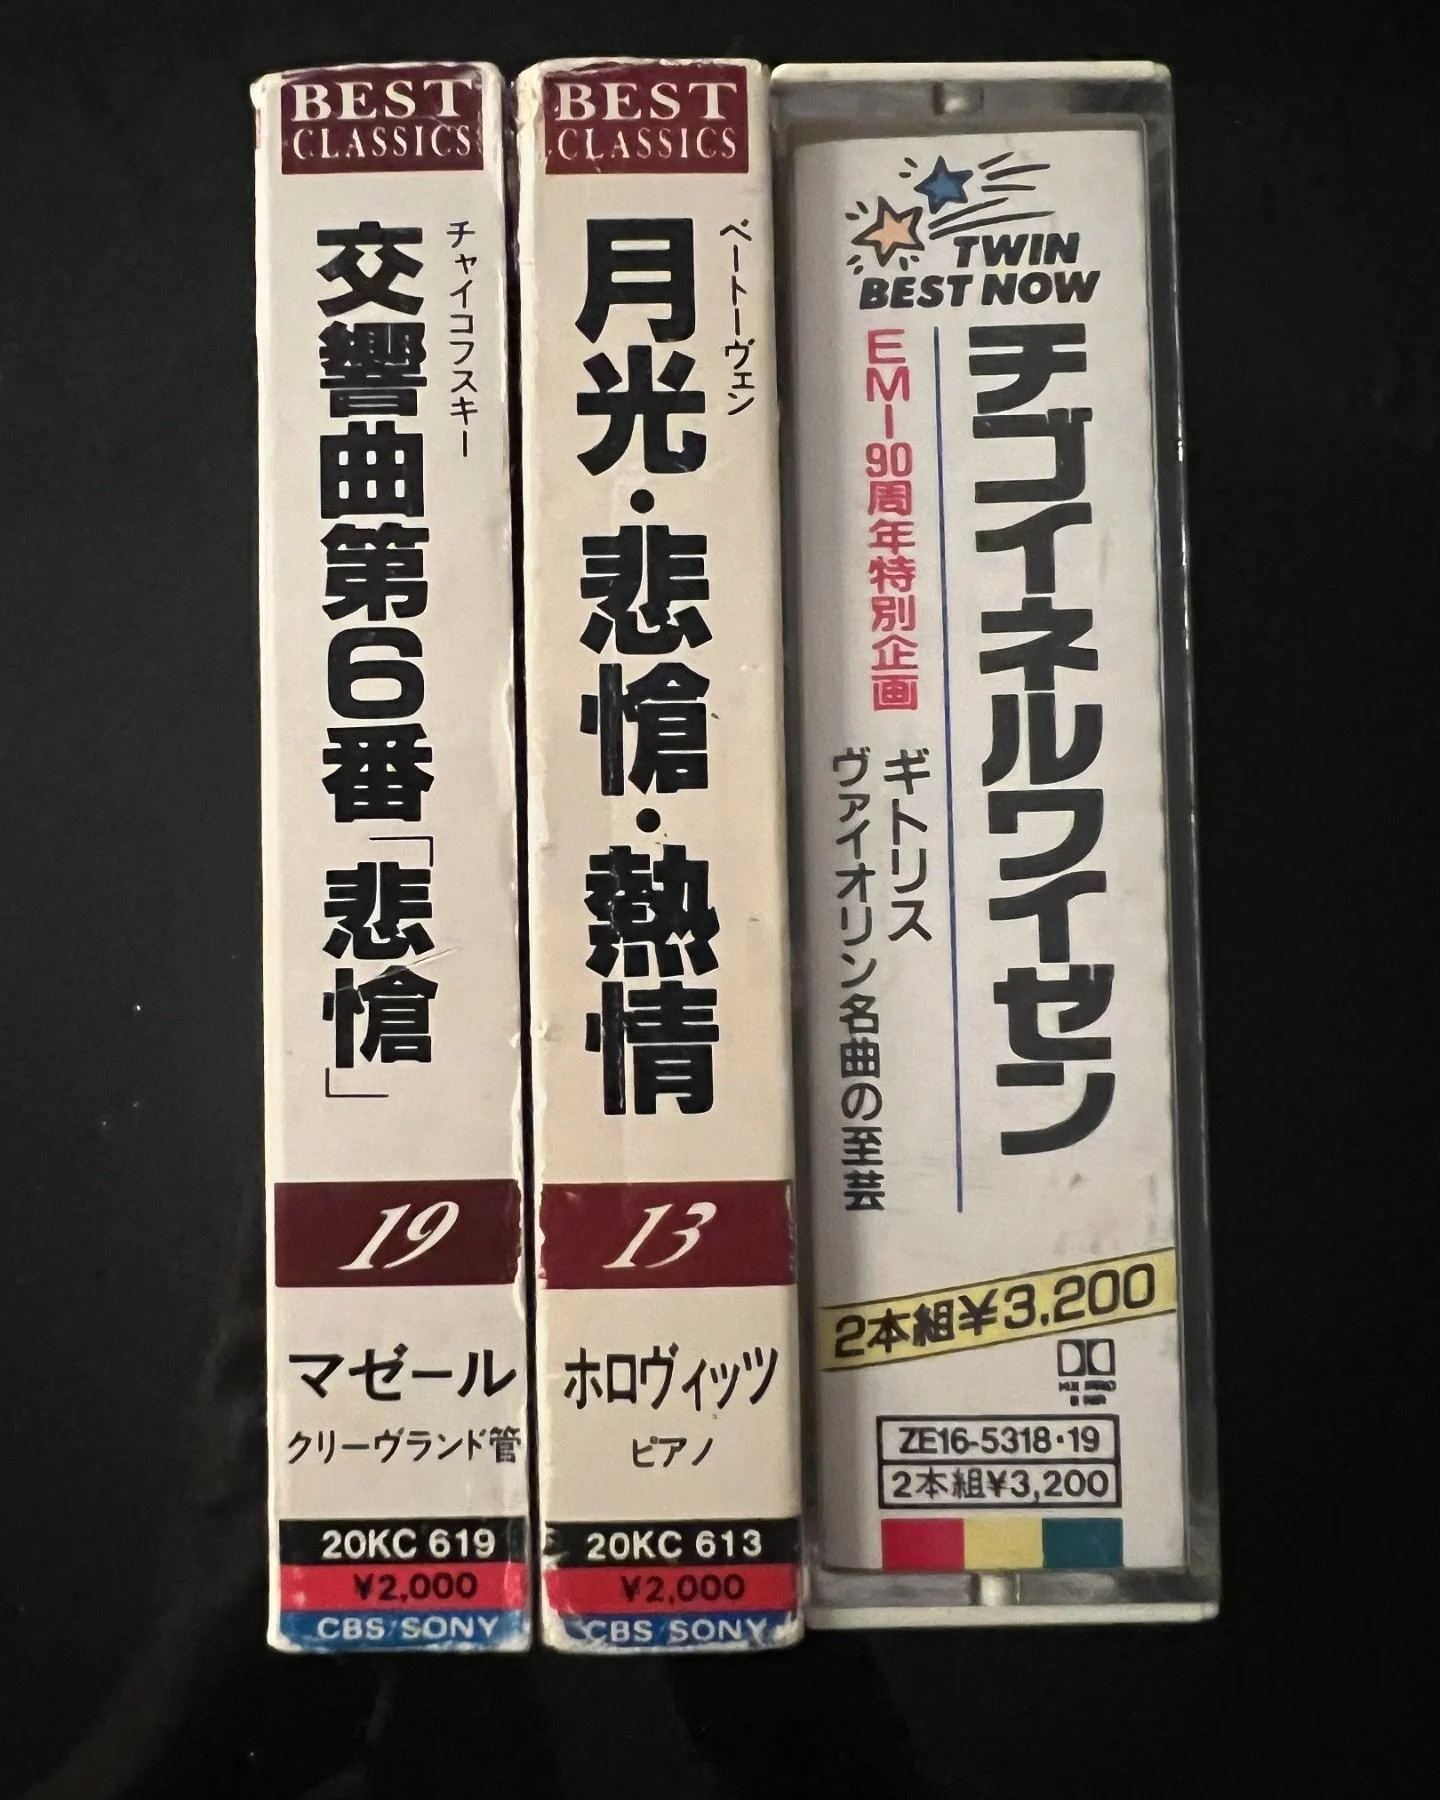 BEST
CLASSICS
チャイコフスキー
交響曲第6番「悲愴」
19
マゼール
クリーヴランド管
20KC 619
¥2,000
CBS/SONY
BEST
CLASSICS
ベートーヴェン
月光・悲愴・熱情
13
ホロヴィッツ
ピアノ
20KC 613
¥2,000
CBS/SONY
TWIN
BEST NOW
チゴイネルワイゼン
EMI-90周年特別企画
ギトリス
ヴァイオリン名曲の至芸
2本組¥3,200
ZE16-5318・19
2本組¥3,200